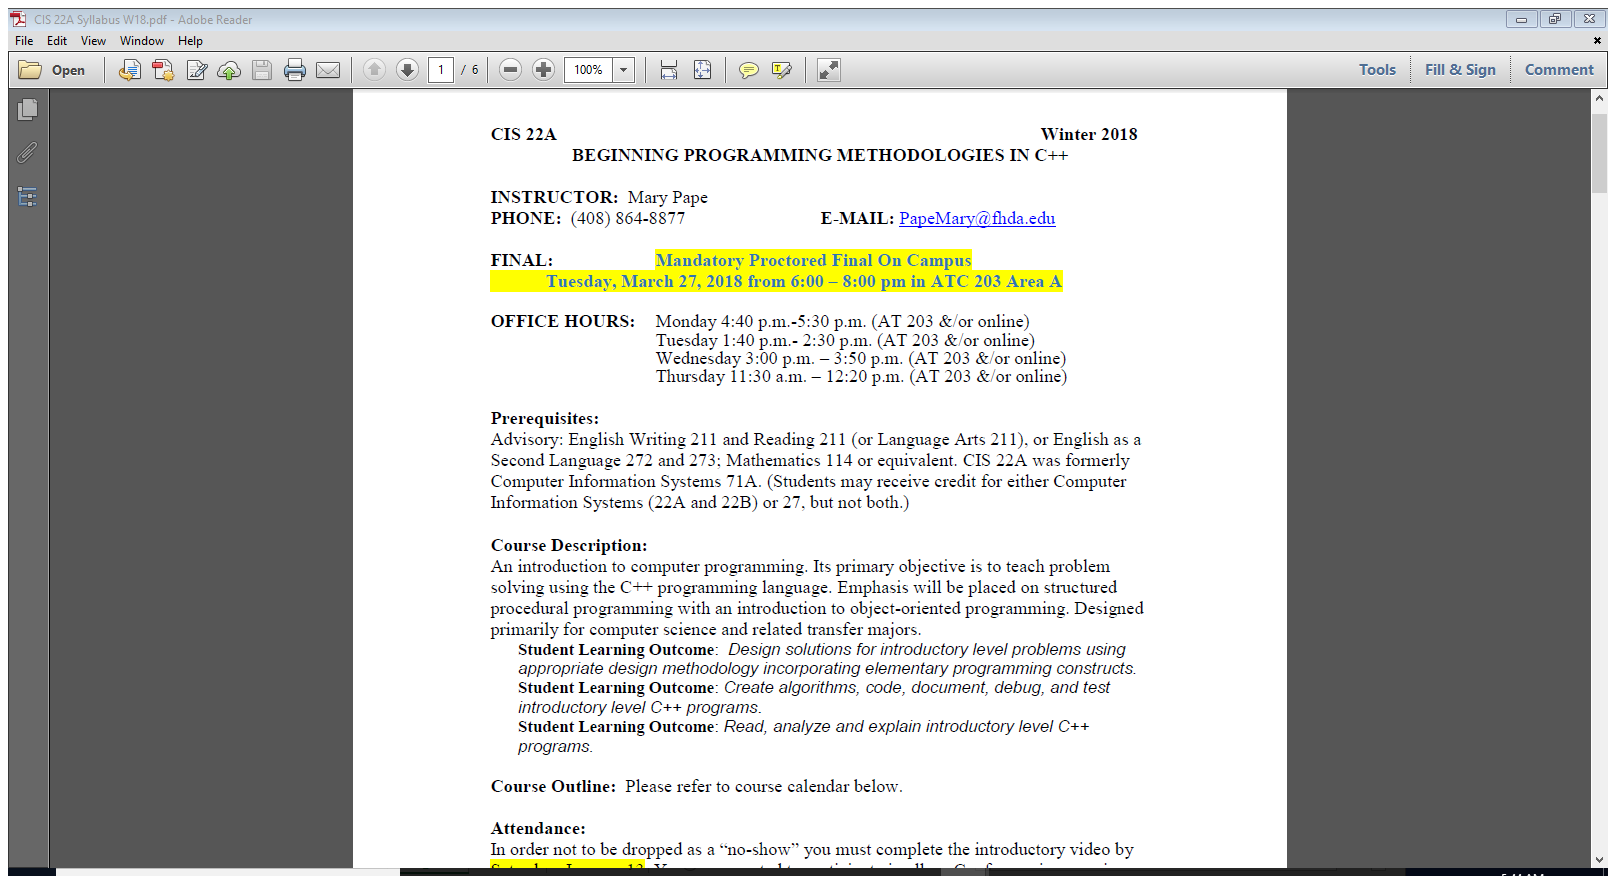 CIS 22A Syllabus W18.pdf - Adobe Reader
File Edit View Window Help
Open 1 / 6 100% Tools Fill & Sign Comment
CIS 22A Winter 2018
BEGINNING PROGRAMMING METHODOLOGIES IN C++
INSTRUCTOR: Mary Pape
PHONE: (408) 864-8877 E-MAIL: PapeMary@fhda.edu
FINAL: Mandatory Proctored Final On Campus
Tuesday, March 27, 2018 from 6:00 – 8:00 pm in ATC 203 Area A
OFFICE HOURS: Monday 4:40 p.m.-5:30 p.m. (AT 203 &/or online)
Tuesday 1:40 p.m.- 2:30 p.m. (AT 203 &/or online)
Wednesday 3:00 p.m. – 3:50 p.m. (AT 203 &/or online)
Thursday 11:30 a.m. – 12:20 p.m. (AT 203 &/or online)
Prerequisites:
Advisory: English Writing 211 and Reading 211 (or Language Arts 211), or English as a
Second Language 272 and 273; Mathematics 114 or equivalent. CIS 22A was formerly
Computer Information Systems 71A. (Students may receive credit for either Computer
Information Systems (22A and 22B) or 27, but not both.)
Course Description:
An introduction to computer programming. Its primary objective is to teach problem
solving using the C++ programming language. Emphasis will be placed on structured
procedural programming with an introduction to object-oriented programming. Designed
primarily for computer science and related transfer majors.
Student Learning Outcome: Design solutions for introductory level problems using
appropriate design methodology incorporating elementary programming constructs.
Student Learning Outcome: Create algorithms, code, document, debug, and test
introductory level C++ programs.
Student Learning Outcome: Read, analyze and explain introductory level C++
programs.
Course Outline: Please refer to course calendar below.
Attendance:
In order not to be dropped as a “no-show” you must complete the introductory video by